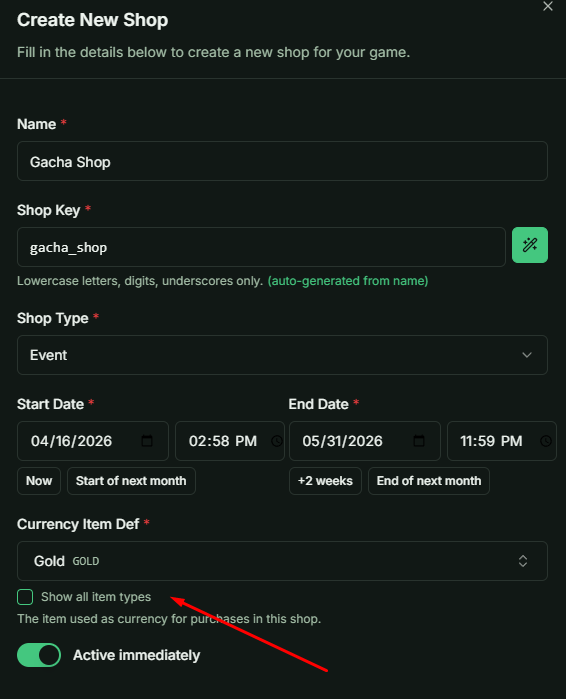 Create New Shop
Fill in the details below to create a new shop for your game.
Name *
Gacha Shop
Shop Key *
gacha_shop
Lowercase letters, digits, underscores only. (auto-generated from name)
Shop Type *
Event
Start Date * End Date *
04/16/2026 02:58 PM 05/31/2026 11:59 PM
Now Start of next month +2 weeks End of next month
Currency Item Def *
Gold GOLD
Show all item types
The item used as currency for purchases in this shop.
Active immediately